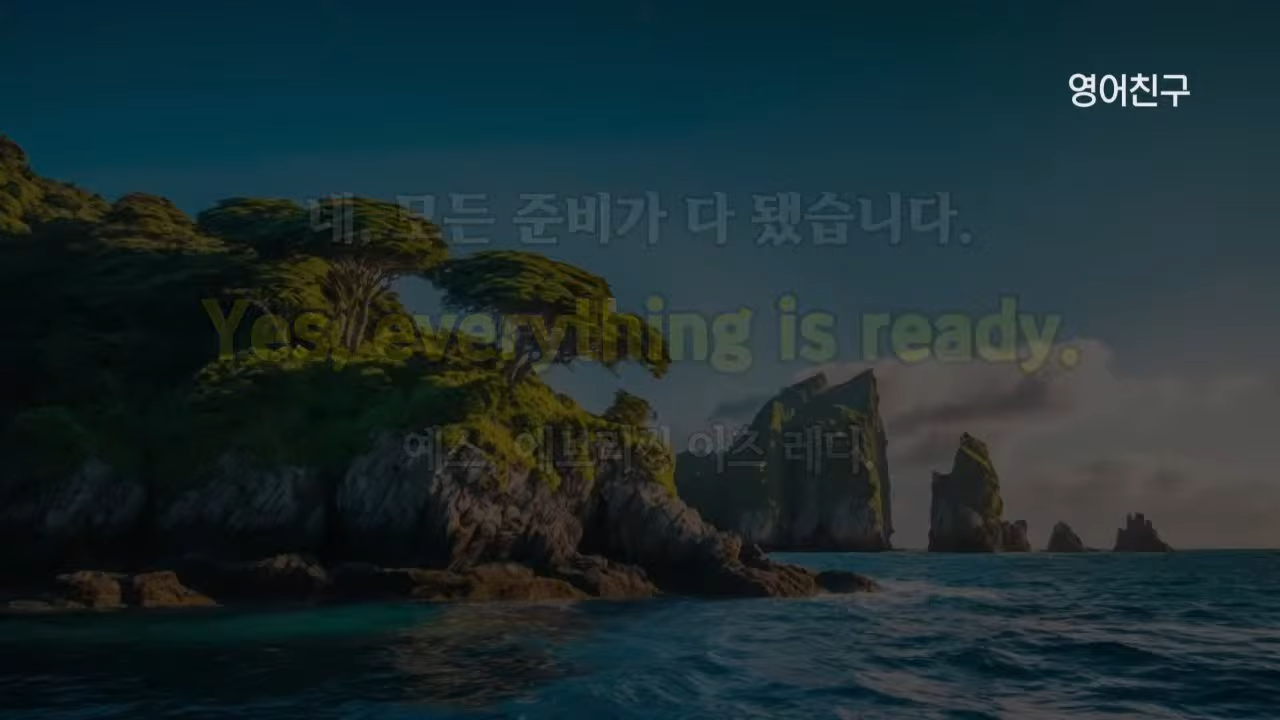 영어친구
네, 모든 준비가 다 됐습니다.
Yes, everything is ready.
예스, 에브리띵 이즈 레디